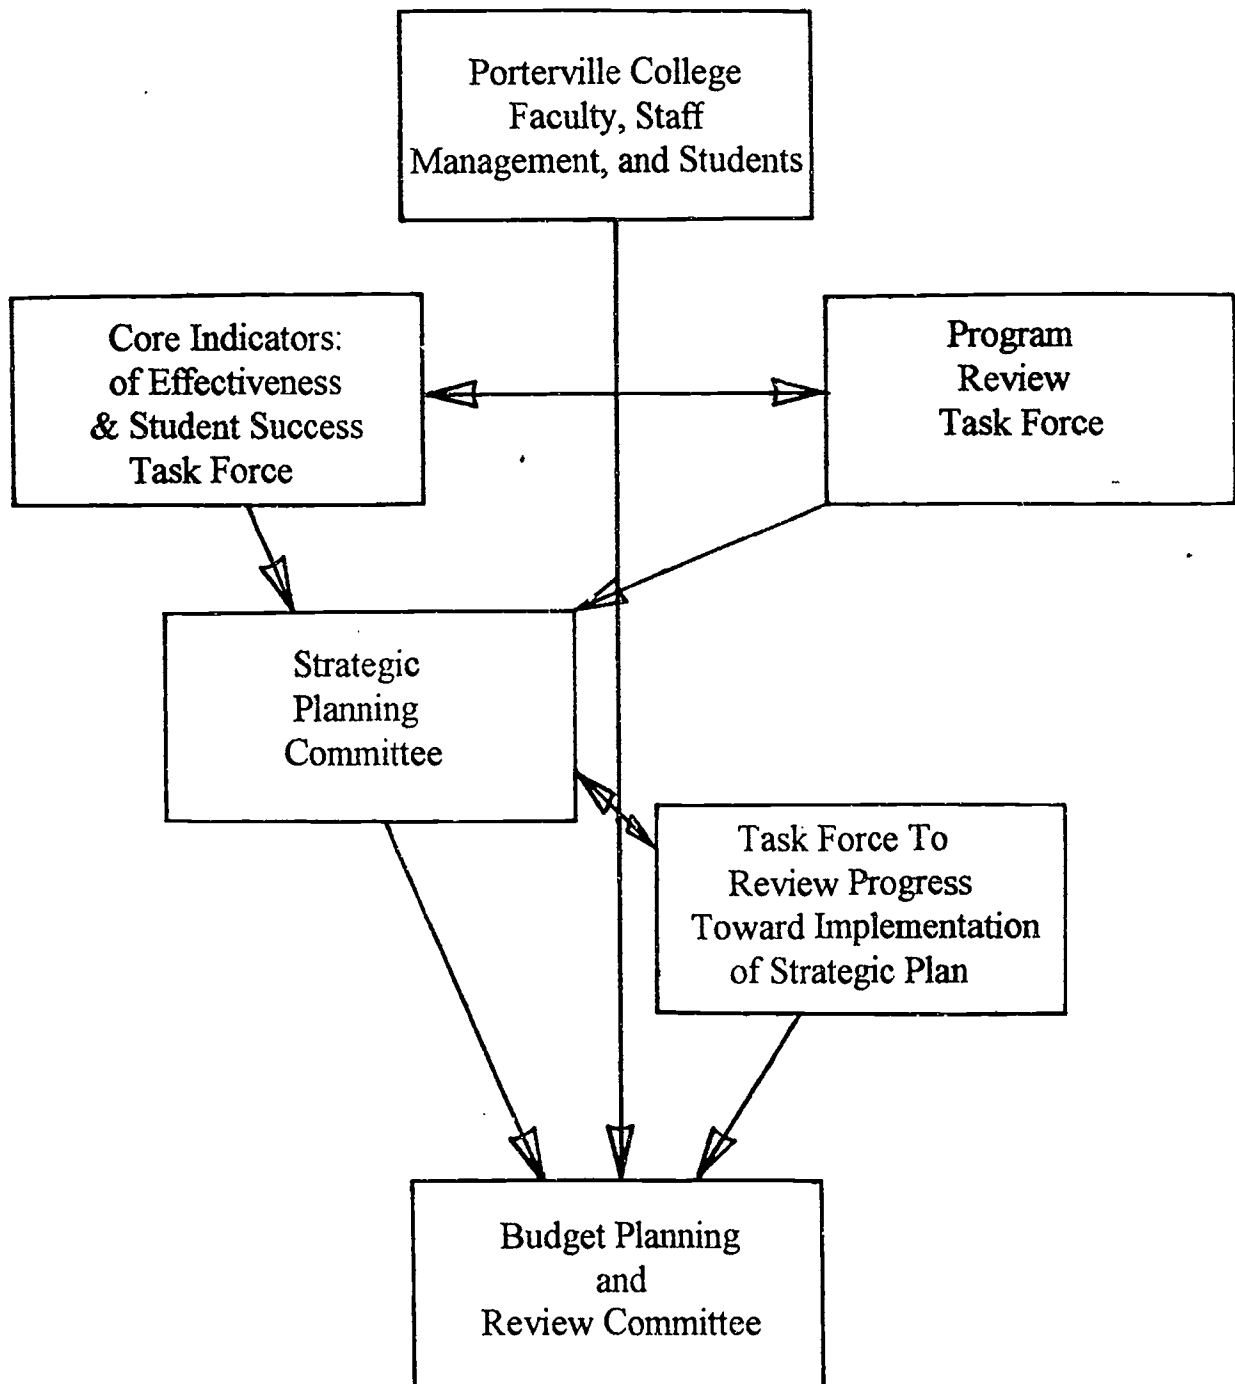 Porterville College
Faculty, Staff
Management, and Students
Core Indicators:
of Effectiveness
& Student Success
Task Force
Program
Review
Task Force
Strategic
Planning
Committee
Task Force To
Review Progress
Toward Implementation
of Strategic Plan
Budget Planning
and
Review Committee